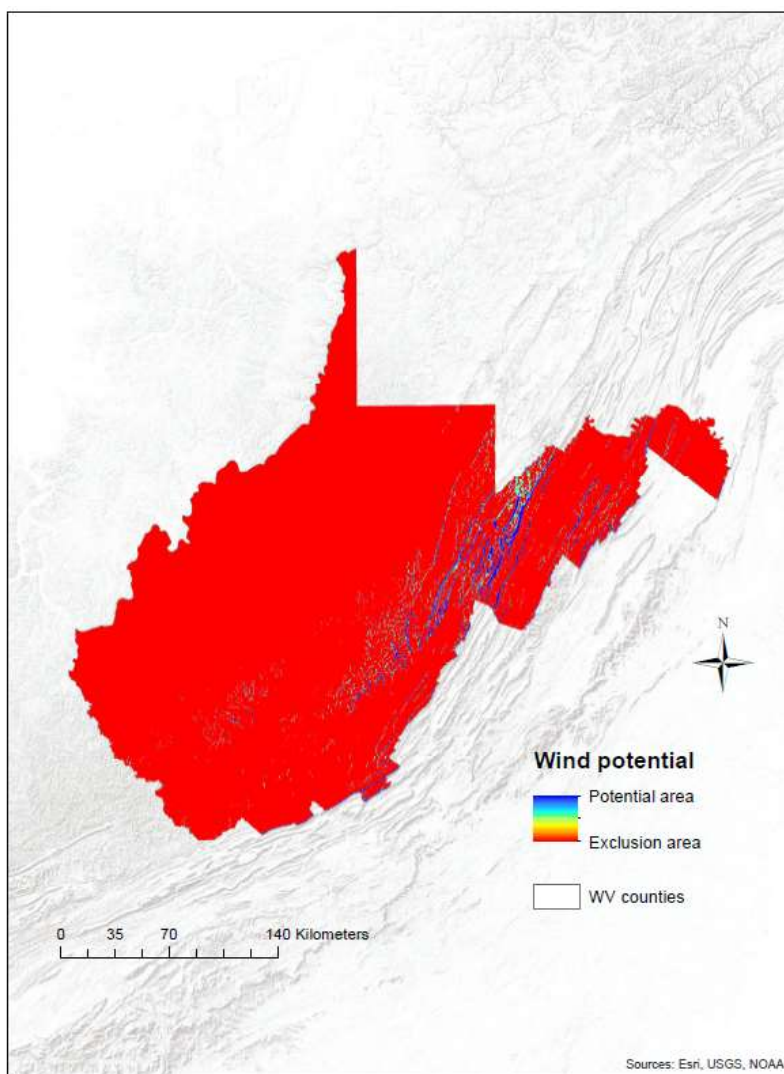 N
Wind potential
Potential area
Exclusion area
WV counties
0 35 70 140 Kilometers
Sources: Esri, USGS, NOAA